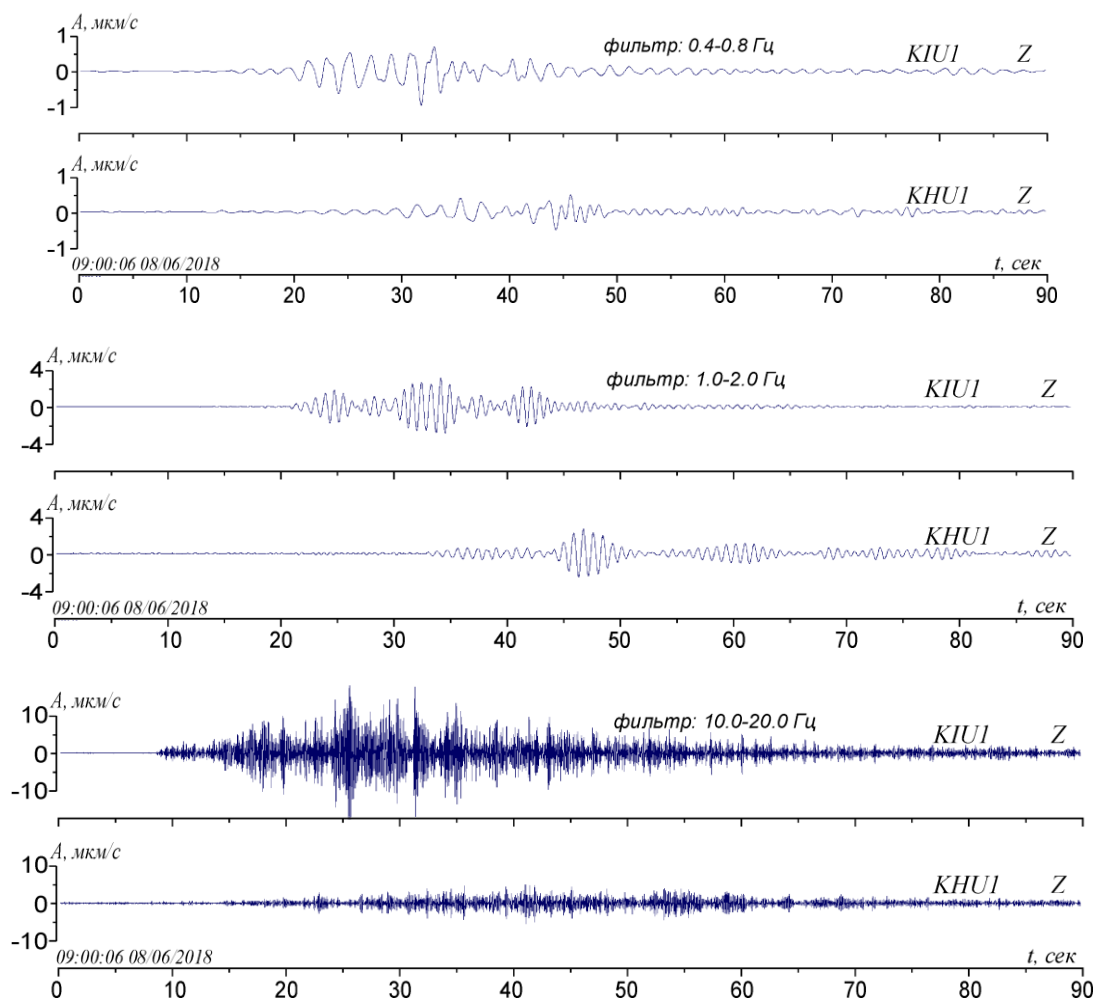 A, мкм/с
1
0
-1
фильтр: 0.4-0.8 Гц
KIU1 Z
A, мкм/с
1
0
-1
KHU1 Z
09:00:06 08/06/2018
t, сек
0 10 20 30 40 50 60 70 80 90
A, мкм/с
4
0
-4
фильтр: 1.0-2.0 Гц
KIU1 Z
A, мкм/с
4
0
-4
KHU1 Z
09:00:06 08/06/2018
t, сек
0 10 20 30 40 50 60 70 80 90
A, мкм/с
10
0
-10
фильтр: 10.0-20.0 Гц
KIU1 Z
A, мкм/с
10
0
-10
KHU1 Z
09:00:06 08/06/2018
t, сек
0 10 20 30 40 50 60 70 80 90